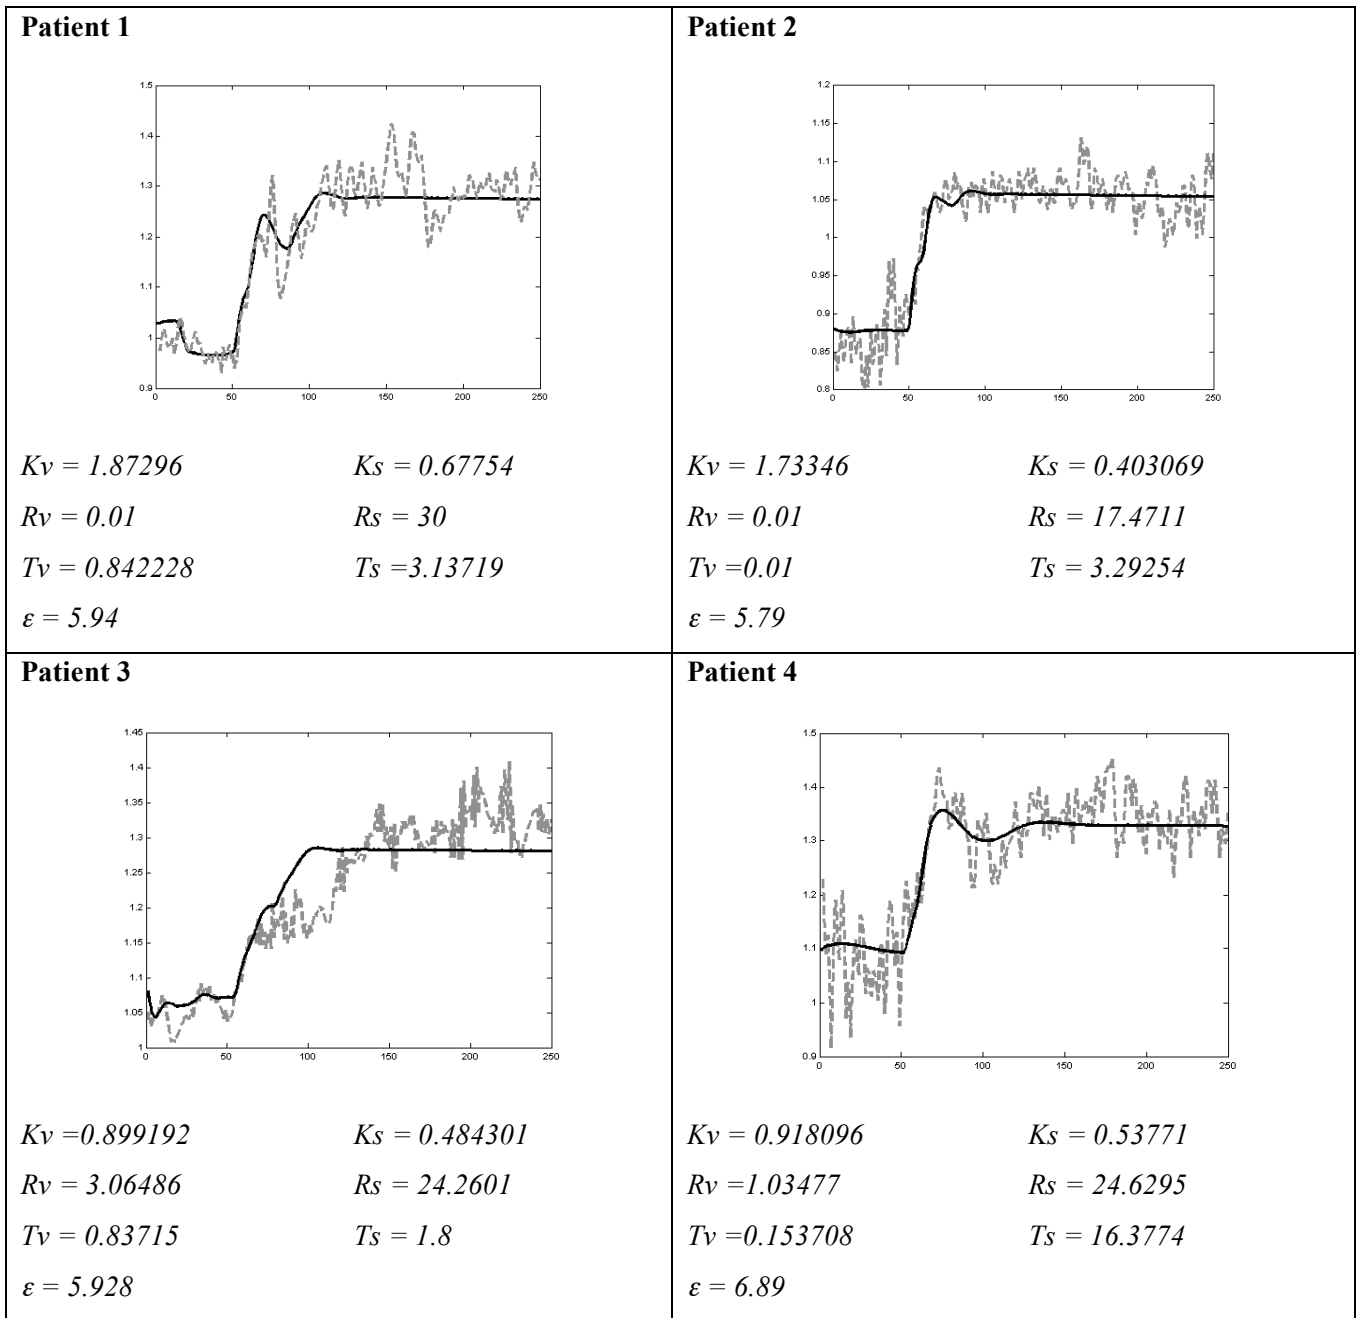 Patient 1
1.5
1.4
1.3
1.2
1.1
1
0.9
0 50 100 150 200 250
Kv = 1.87296 Ks = 0.67754
Rv = 0.01 Rs = 30
Tv = 0.842228 Ts =3.13719
ε = 5.94
Patient 2
1.2
1.15
1.1
1.05
1
0.95
0.9
0.85
0.8
0 50 100 150 200 250
Kv = 1.73346 Ks = 0.403069
Rv = 0.01 Rs = 17.4711
Tv =0.01 Ts = 3.29254
ε = 5.79
Patient 3
1.45
1.4
1.35
1.3
1.25
1.2
1.15
1.1
1.05
1
0 50 100 150 200 250
Kv =0.899192 Ks = 0.484301
Rv = 3.06486 Rs = 24.2601
Tv = 0.83715 Ts = 1.8
ε = 5.928
Patient 4
1.5
1.4
1.3
1.2
1.1
1
0.9
0 50 100 150 200 250
Kv = 0.918096 Ks = 0.53771
Rv =1.03477 Rs = 24.6295
Tv =0.153708 Ts = 16.3774
ε = 6.89